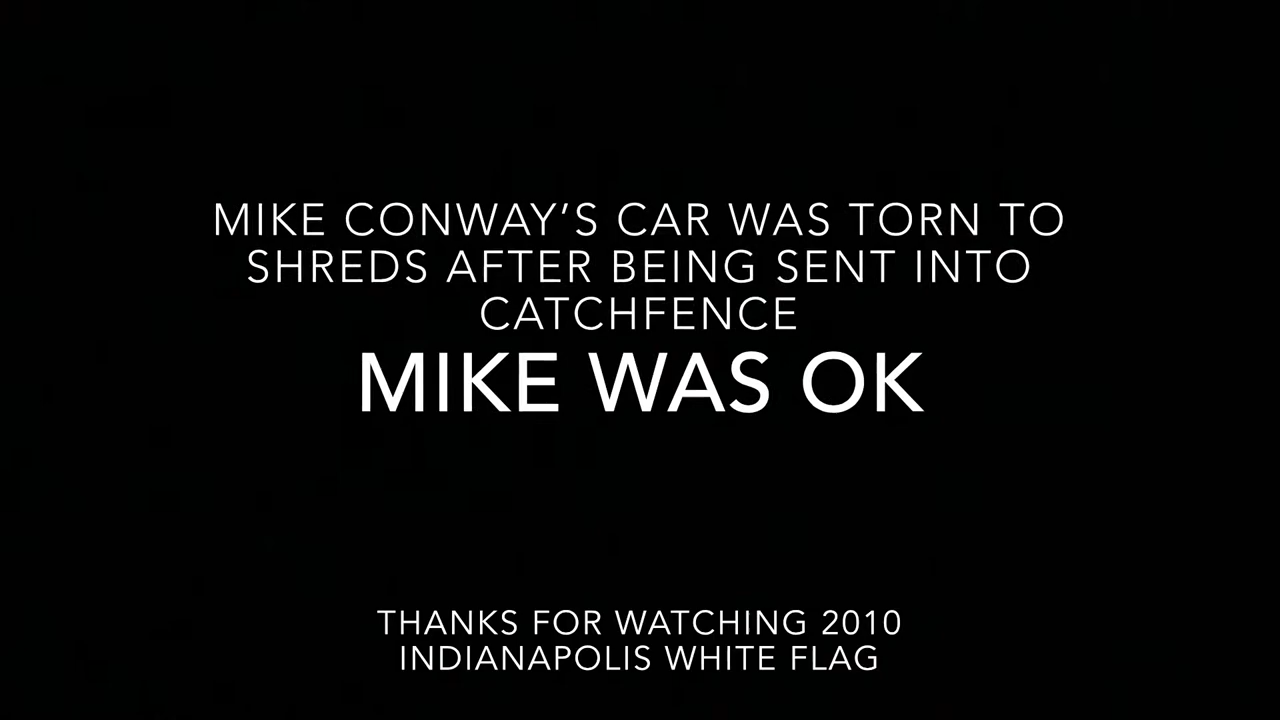 MIKE CONWAY’S CAR WAS TORN TO
SHREDS AFTER BEING SENT INTO
CATCHFENCE
MIKE WAS OK
THANKS FOR WATCHING 2010
INDIANAPOLIS WHITE FLAG